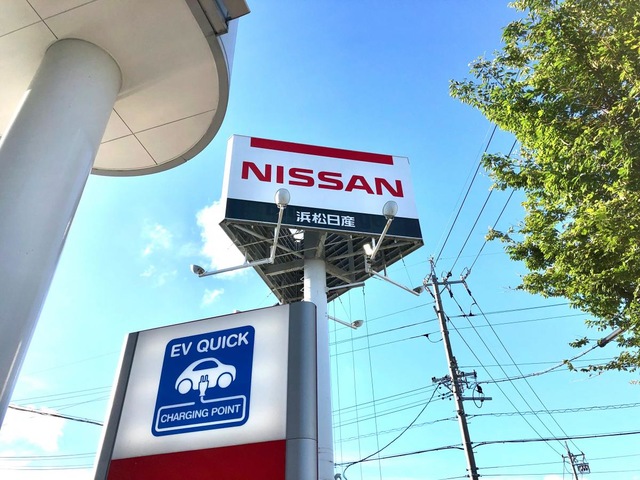 NISSAN
浜松日産
EV QUICK
CHARGING POINT